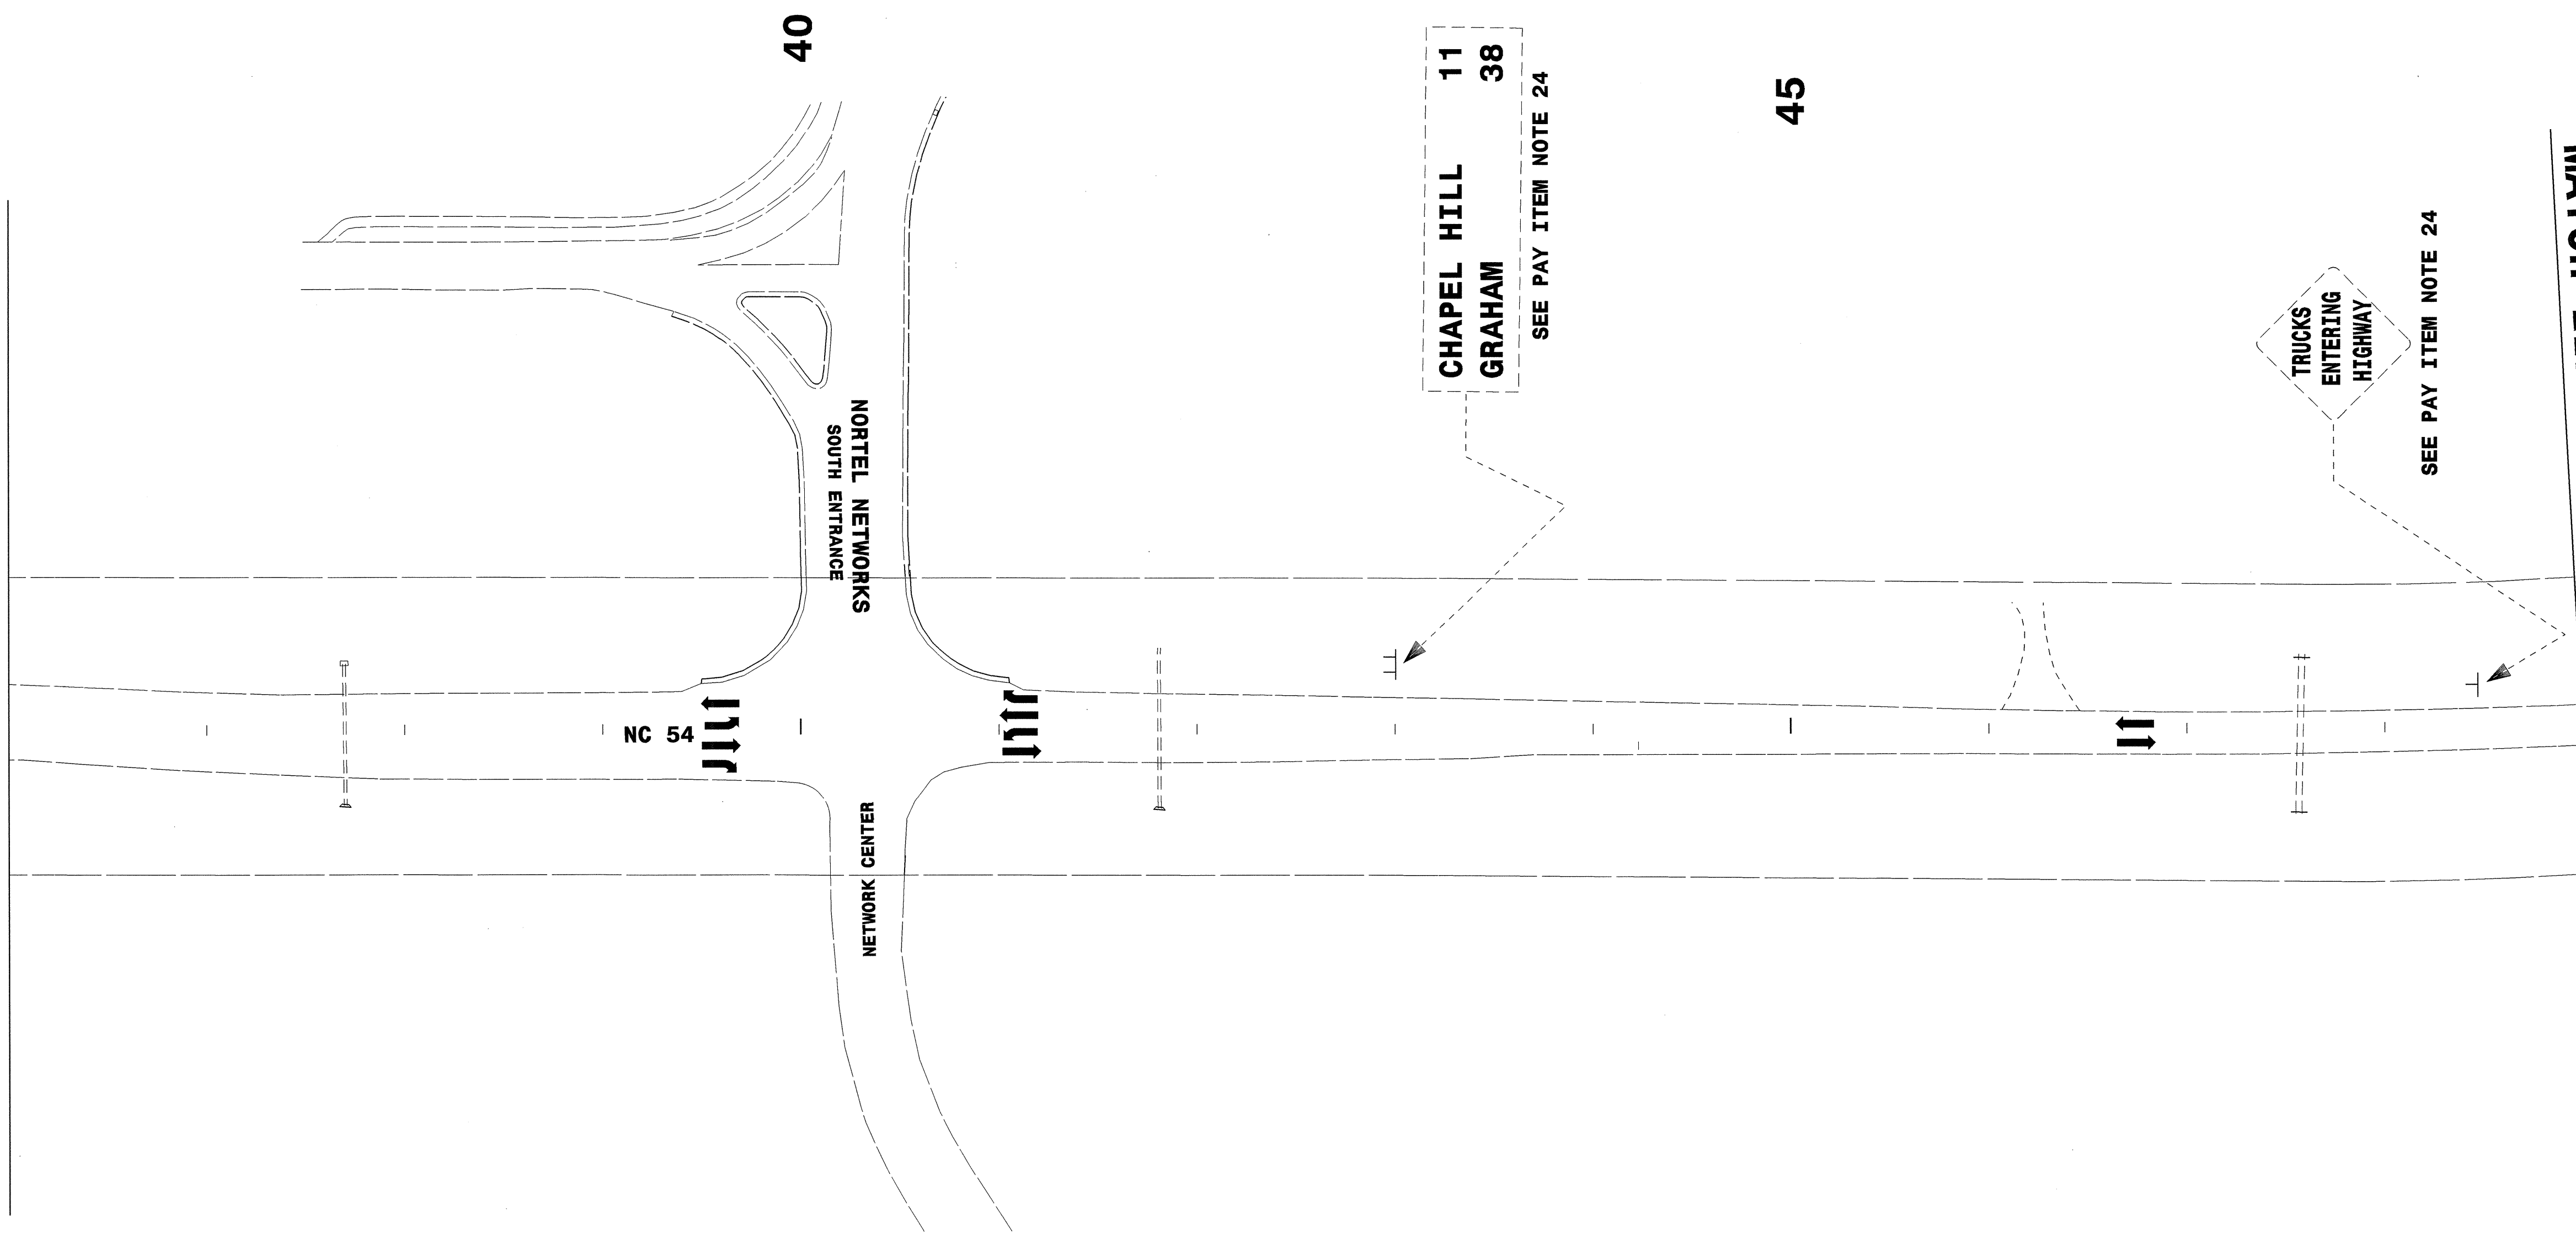 40
45
CHAPEL HILL 11
GRAHAM 38
SEE PAY ITEM NOTE 24
TRUCKS
ENTERING
HIGHWAY
SEE PAY ITEM NOTE 24
NORTEL NETWORKS
SOUTH ENTRANCE
NC 54
NETWORK CENTER